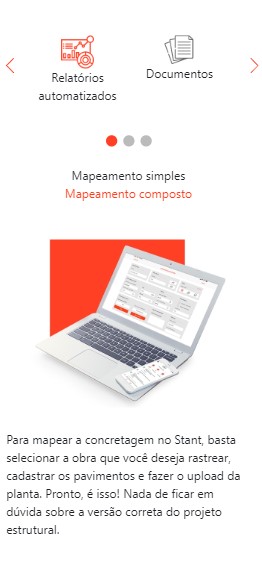 Relatórios
automatizados
Documentos
Mapeamento simples
Mapeamento composto
Para mapear a concretagem no Stant, basta
selecionar a obra que você deseja rastrear,
cadastrar os pavimentos e fazer o upload da
planta. Pronto, é isso! Nada de ficar em
dúvida sobre a versão correta do projeto
estrutural.